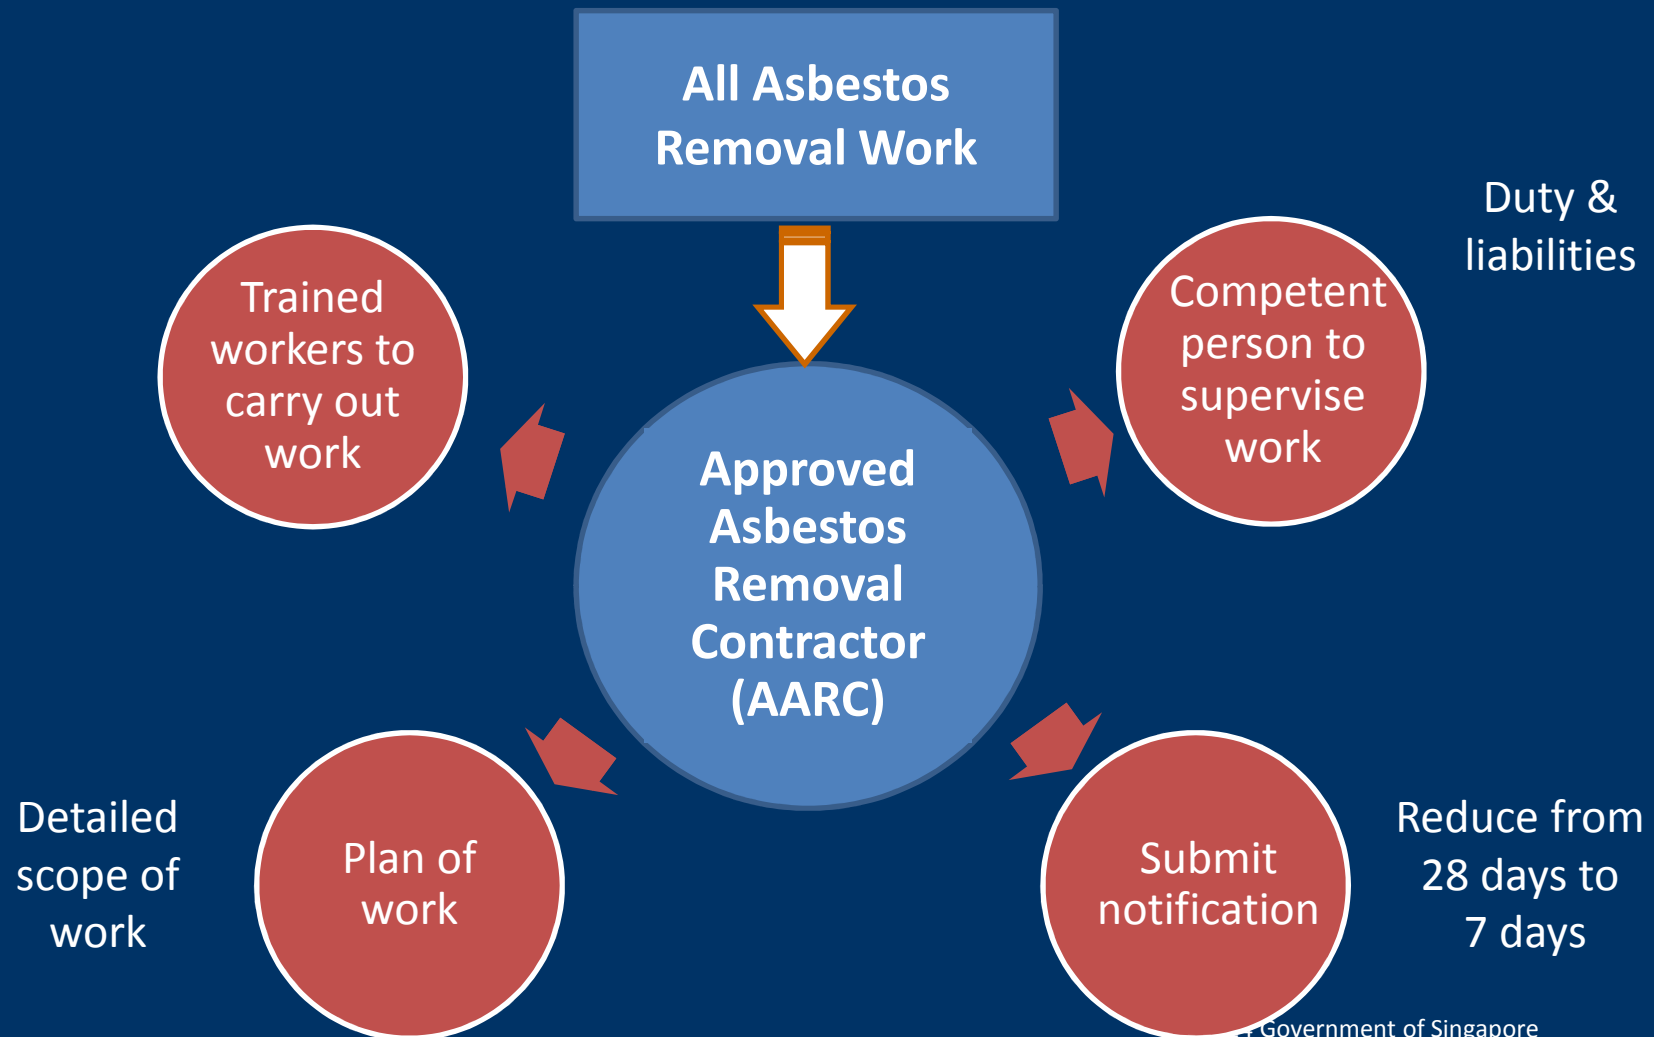 All Asbestos
Removal Work
Duty &
liabilities
Trained
workers to
carry out
work
Competent
person to
supervise
work
Approved
Asbestos
Removal
Contractor
(AARC)
Detailed
scope of
work
Plan of
work
Submit
notification
Reduce from
28 days to
7 days
Government of Singapore